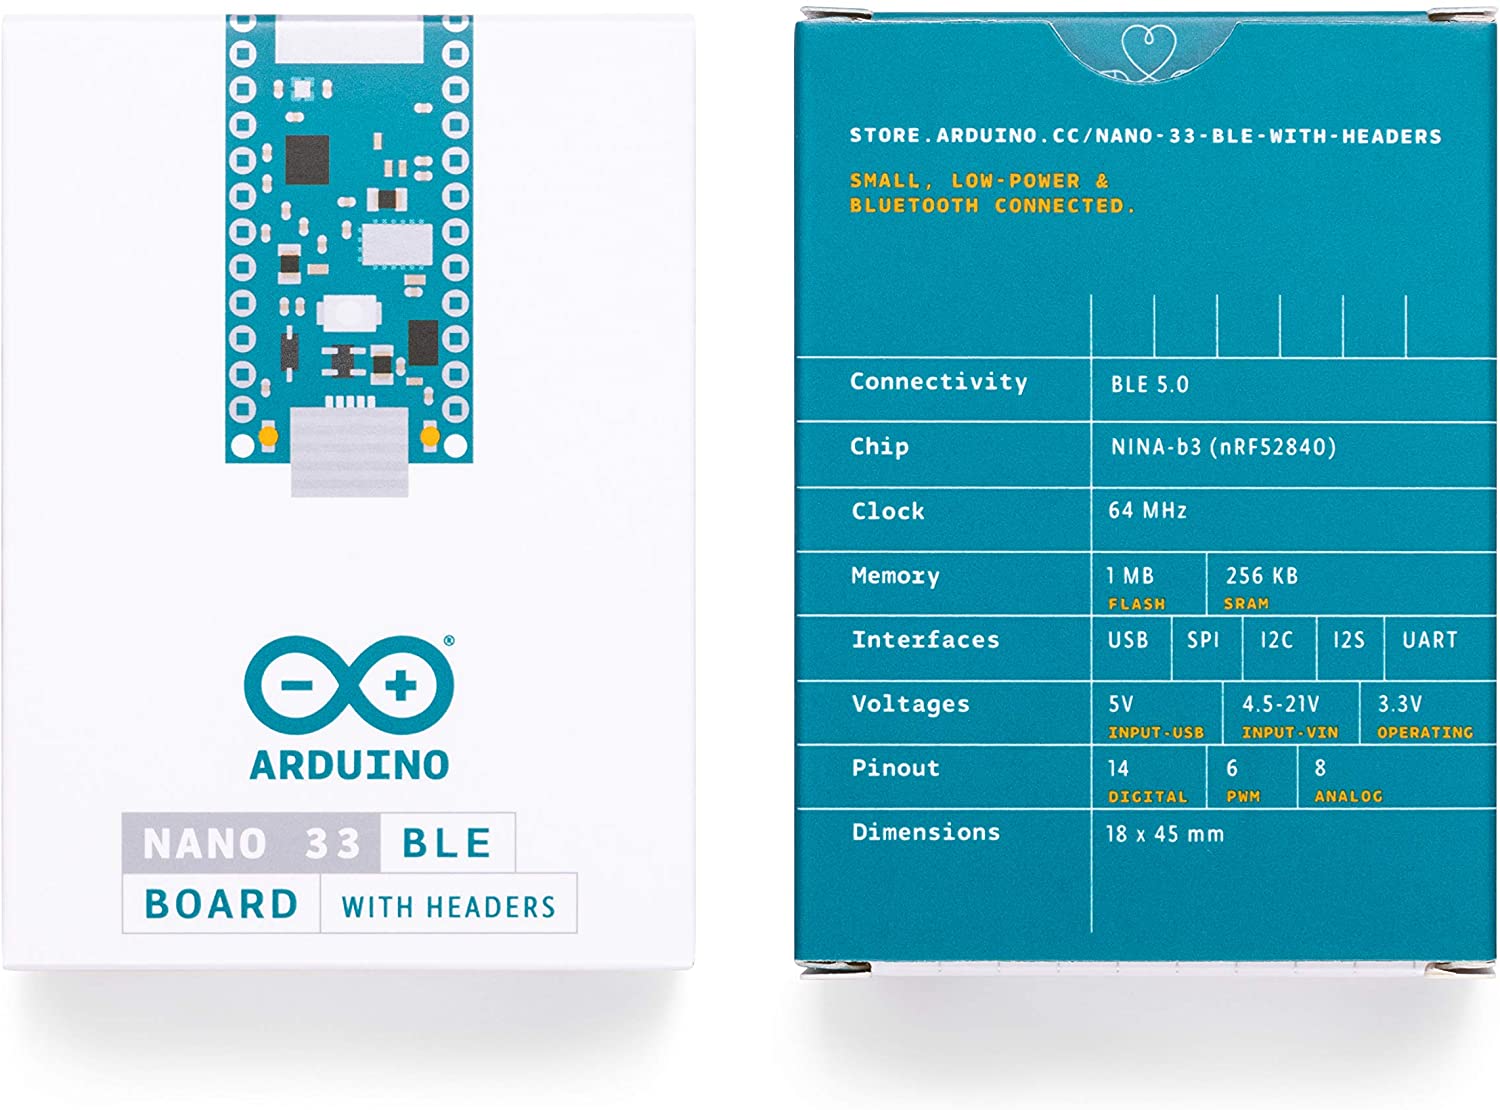 ARDUINO
®
NANO 33 BLE
BOARD WITH HEADERS
STORE.ARDUINO.CC/NANO-33-BLE-WITH-HEADERS
SMALL, LOW-POWER &
BLUETOOTH CONNECTED.
Connectivity BLE 5.0
Chip NINA-b3 (nRF52840)
Clock 64 MHz
Memory 1 MB 256 KB
FLASH SRAM
Interfaces USB SPI I2C I2S UART
Voltages 5V 4.5-21V 3.3V
INPUT-USB INPUT-VIN OPERATING
Pinout 14 6 8
DIGITAL PWM ANALOG
Dimensions 18 x 45 mm